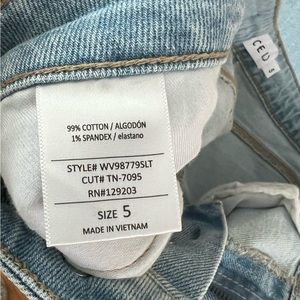 99% COTTON / ALGODÓN
1% SPANDEX / elastano
STYLE# WV98779SLT
CUT# TN-7095
RN#129203
SIZE 5
MADE IN VIETNAM